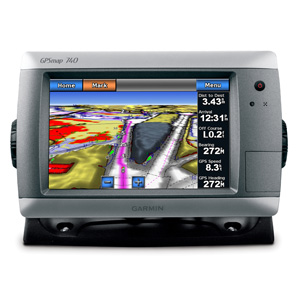 GPSmap 740
Home Mark Menu
Dist to Dest
3.43
Arrival
12:31
Off Course
L0.2
Bearing
272
GPS Speed
8.3
GPS Heading
272
GARMIN